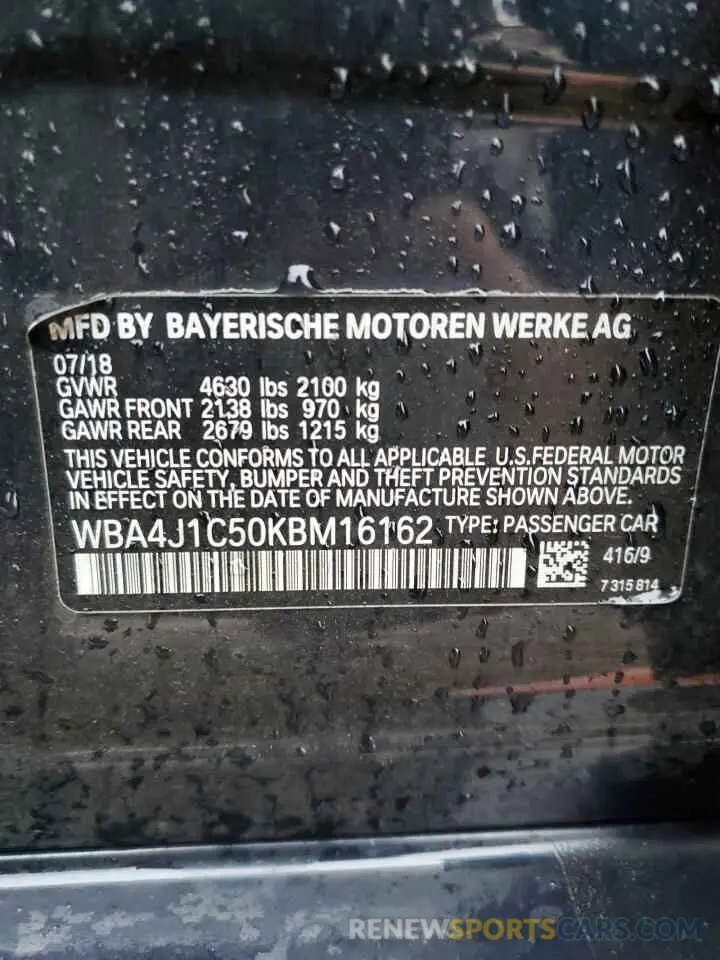 MFD BY BAYERISCHE MOTOREN WERKE AG
07/18
GVWR 4630 lbs 2100 kg
GAWR FRONT 2138 lbs 970 kg
GAWR REAR 2679 lbs 1215 kg
THIS VEHICLE CONFORMS TO ALL APPLICABLE U.S.FEDERAL MOTOR
VEHICLE SAFETY, BUMPER AND THEFT PREVENTION STANDARDS
IN EFFECT ON THE DATE OF MANUFACTURE SHOWN ABOVE.
WBA4J1C50KBM16162 TYPE: PASSENGER CAR
416/9
7 315 814
RENEWSPORTSCARS.COM